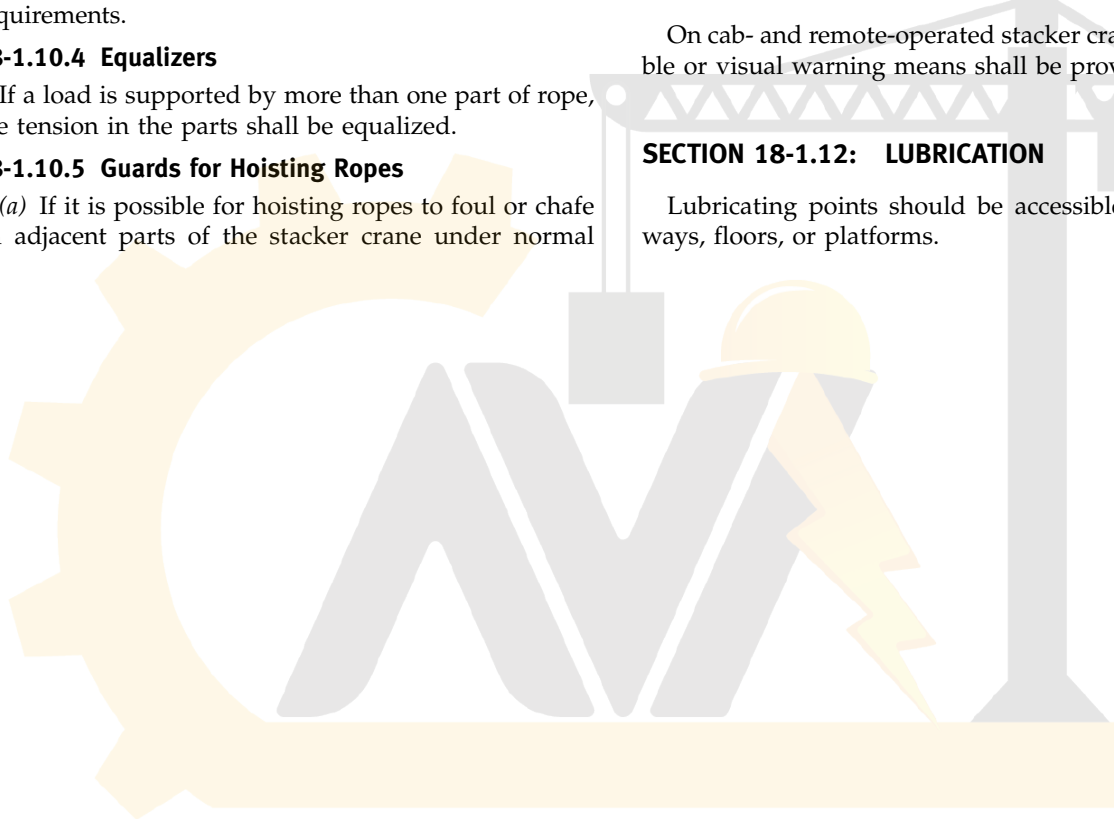 quirements.
8-1.10.4 Equalizers
If a load is supported by more than one part of rope,
e tension in the parts shall be equalized.
8-1.10.5 Guards for Hoisting Ropes
(a) If it is possible for hoisting ropes to foul or chafe
adjacent parts of the stacker crane under normal
On cab- and remote-operated stacker cra
ble or visual warning means shall be prov
SECTION 18-1.12: LUBRICATION
Lubricating points should be accessible
ways, floors, or platforms.